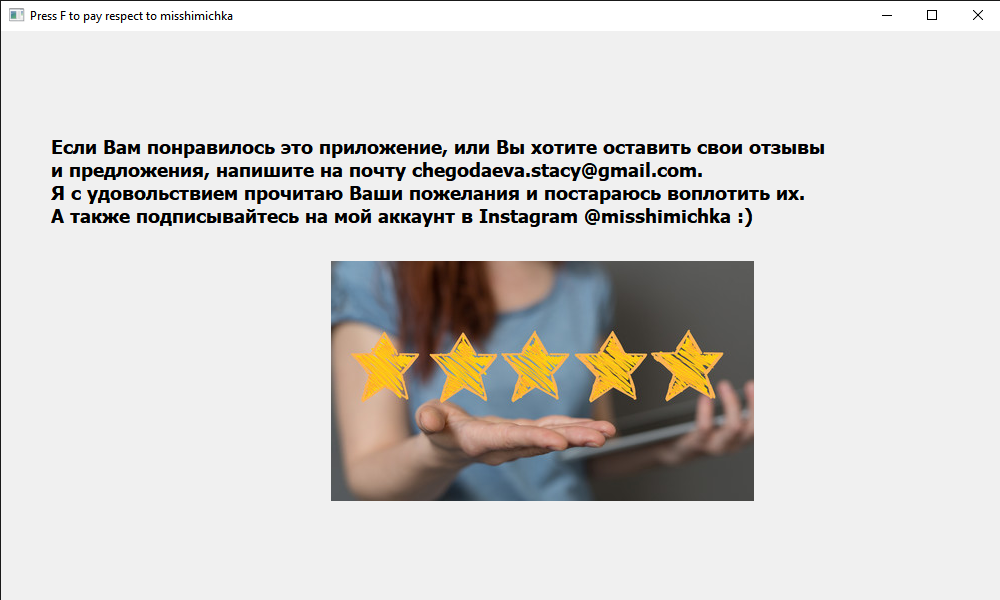 Press F to pay respect to misshimichka
Если Вам понравилось это приложение, или Вы хотите оставить свои отзывы
и предложения, напишите на почту chegodaeva.stacy@gmail.com.
Я с удовольствием прочитаю Ваши пожелания и постараюсь воплотить их.
А также подписывайтесь на мой аккаунт в Instagram @misshimichka :)